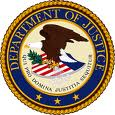 DEPARTMENT OF JUSTICE
QUI PRO DOMINA JUSTITIA SEQUITUR